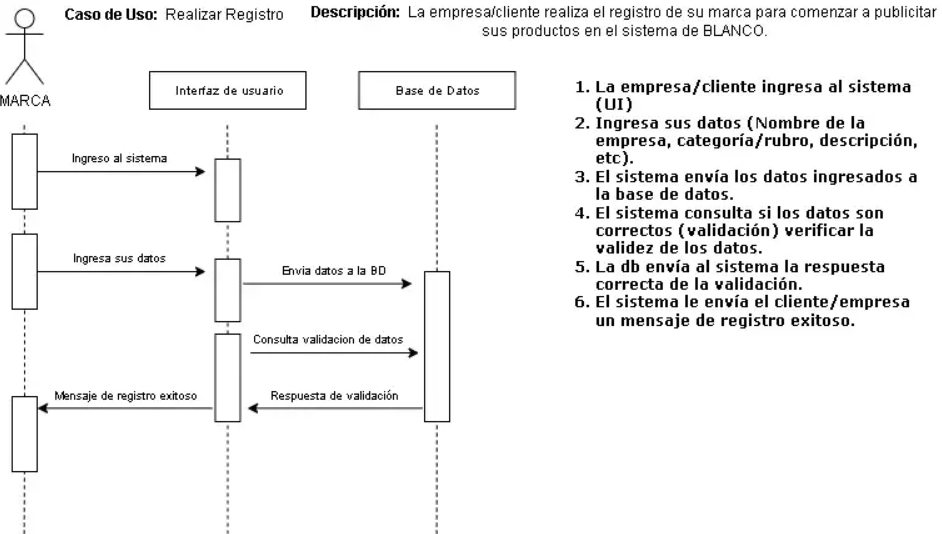 Caso de Uso: Realizar Registro
Descripción: La empresa/cliente realiza el registro de su marca para comenzar a publicitar
sus productos en el sistema de BLANCO.
MARCA
Interfaz de usuario
Base de Datos
Ingreso al sistema
Ingresa sus datos
Envia datos a la BD
Consulta validacion de datos
Mensaje de registro exitoso
Respuesta de validación
1. La empresa/cliente ingresa al sistema
(UI)
2. Ingresa sus datos (Nombre de la
empresa, categoría/rubro, descripción,
etc).
3. El sistema envía los datos ingresados a
la base de datos.
4. El sistema consulta si los datos son
correctos (validación) verificar la
validez de los datos.
5. La db envía al sistema la respuesta
correcta de la validación.
6. El sistema le envía el cliente/empresa
un mensaje de registro exitoso.